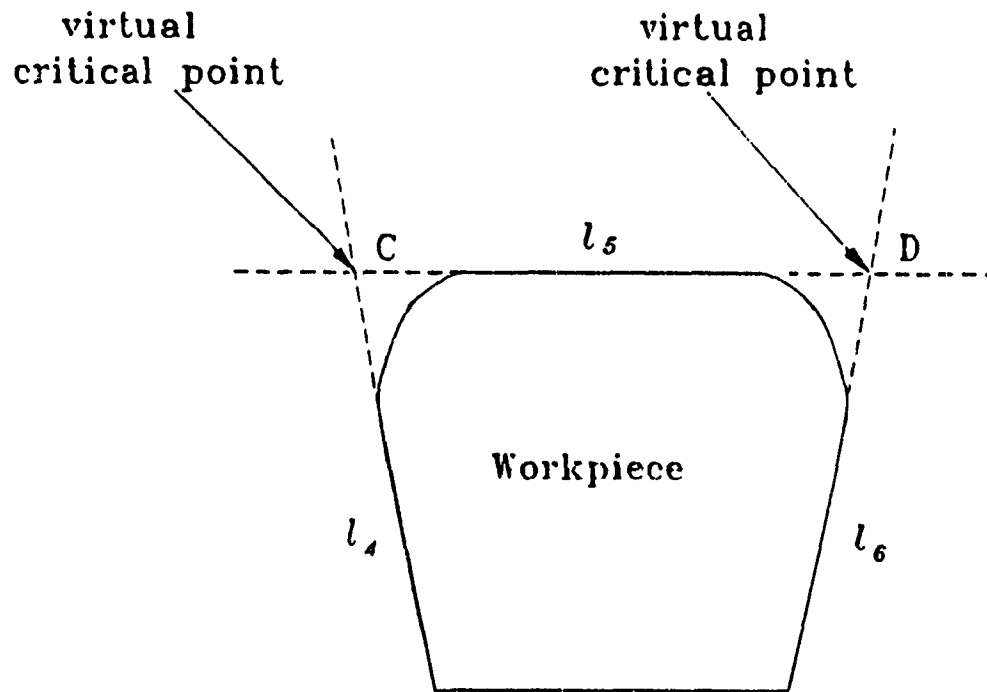 virtual
critical point
virtual
critical point
C
l5
D
Workpiece
l4
l6